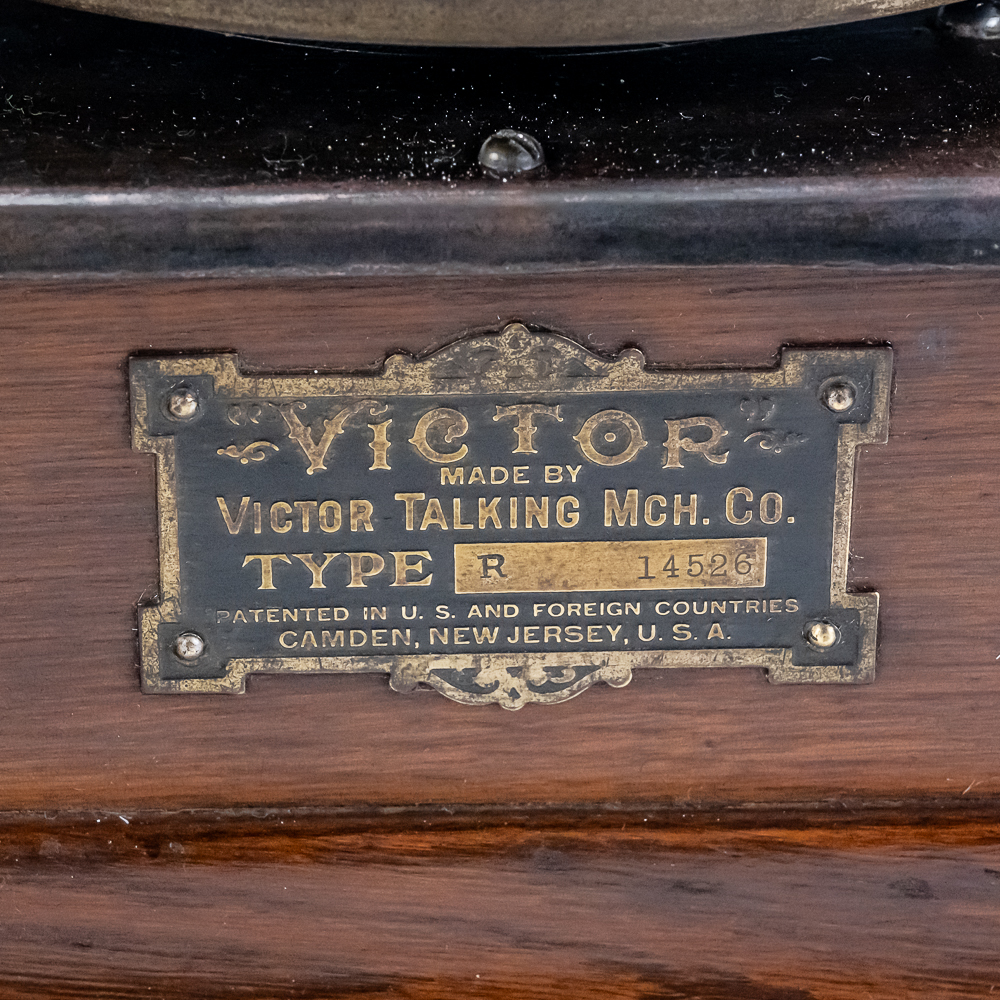 VICTOR
MADE BY
VICTOR TALKING MCH. CO.
TYPE R 14526
PATENTED IN U. S. AND FOREIGN COUNTRIES
CAMDEN, NEW JERSEY, U. S. A.